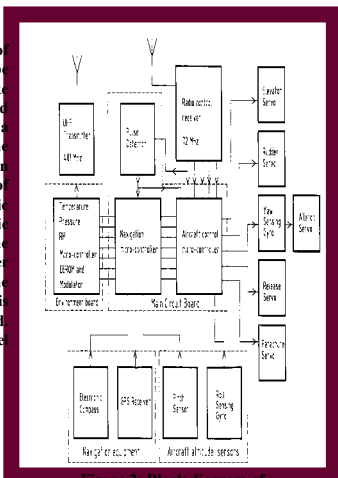 Elevator
Servo
Radio control
receiver
72 Mhz
UHF
Transmitter
401 Mhz
Pulse
Detector
Rudder
Servo
Temperature
Pressure
RH
Micro-controller
EEROM and
Modulator
Environment board
Navigation
micro-controller
Aircraft control
micro-controller
Main Circuit Board
Yaw
Sensing
Gyro
Aileron
Servo
Release
Servo
Parachute
Servo
Electronic
Compass
GPS Receiver
Pitch
Sensor
Roll
Sensing
Gyro
Navigation equipment
Aircraft attitude sensors